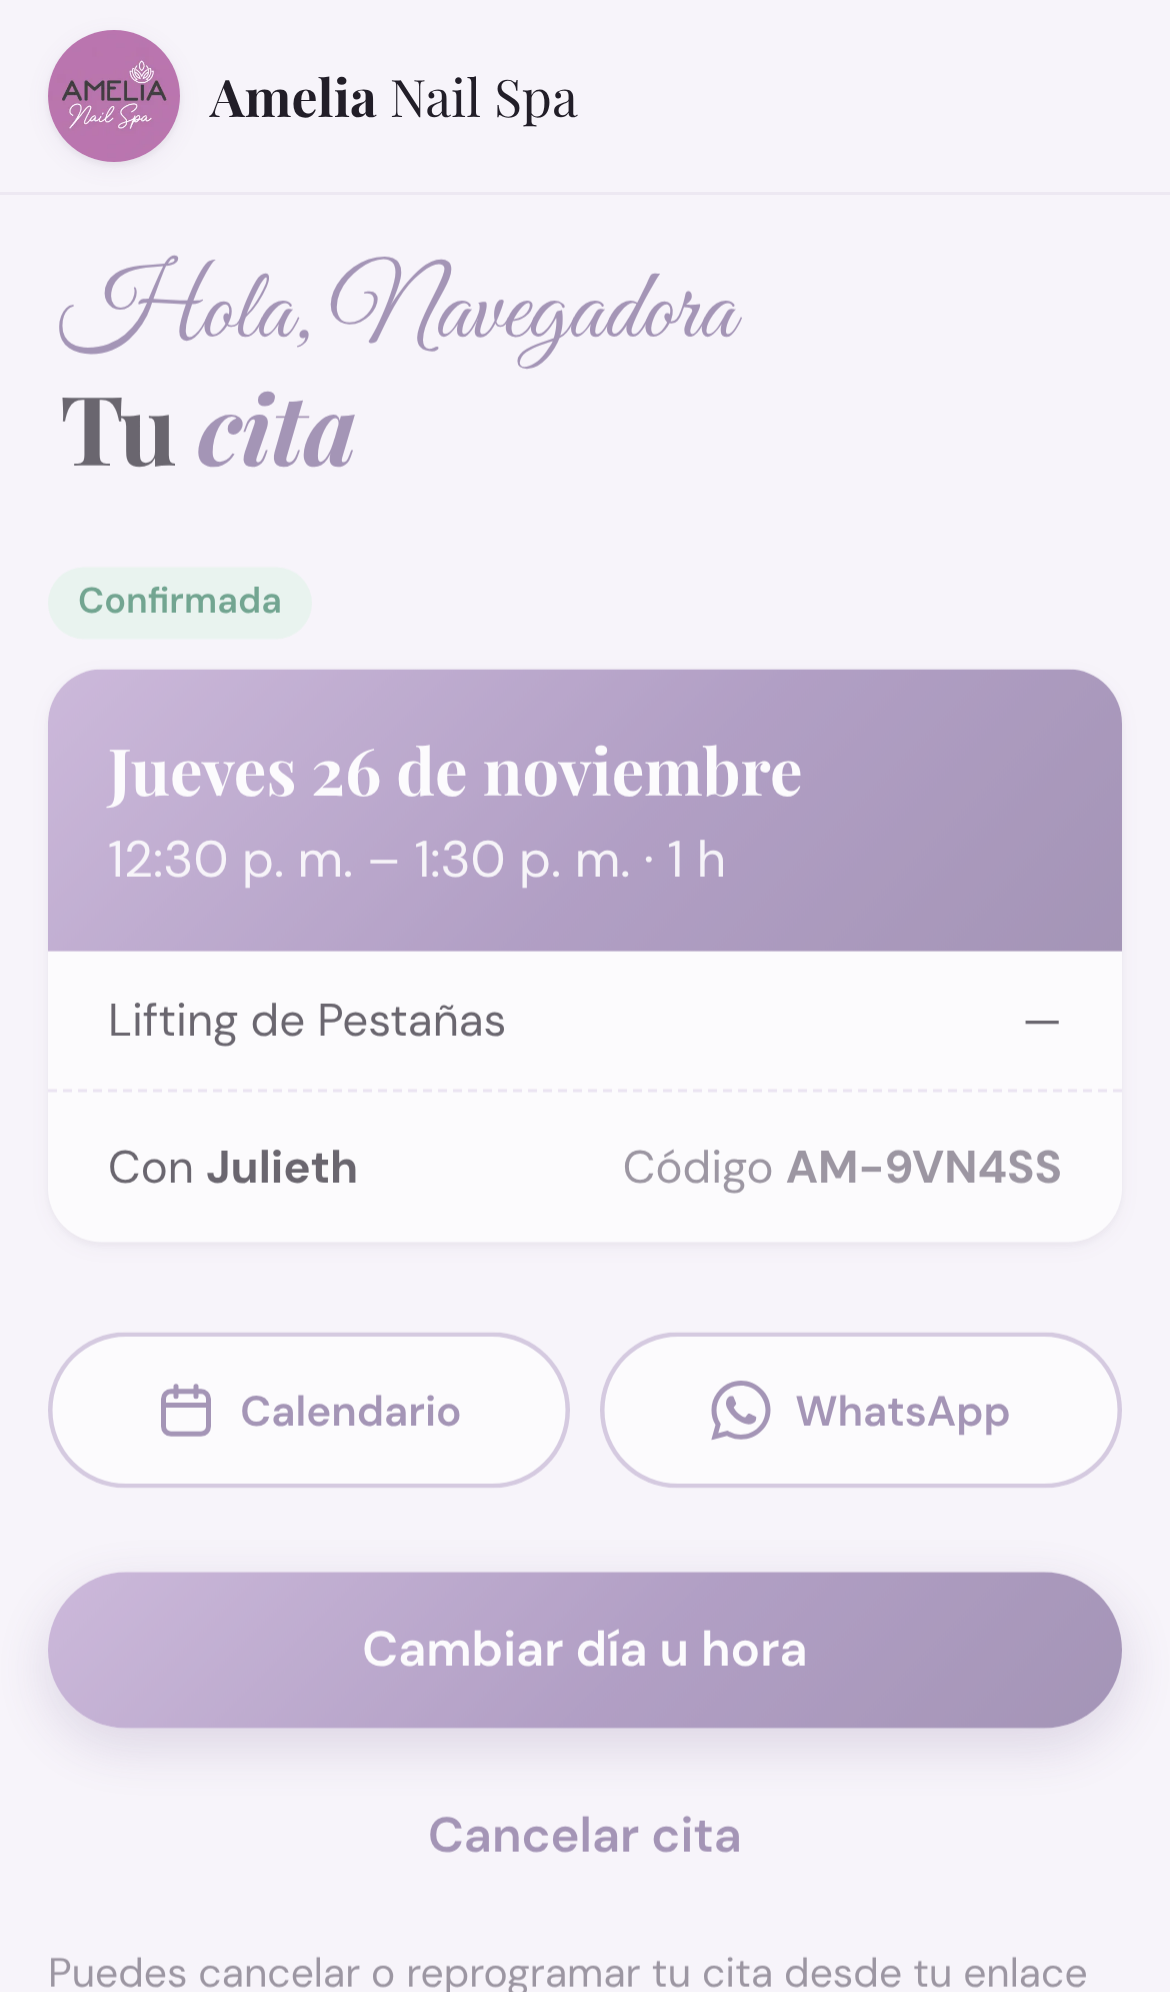 AMELIA
Nail Spa
Amelia Nail Spa
Hola, Navegadora
Tu cita
Confirmada
Jueves 26 de noviembre
12:30 p. m. – 1:30 p. m. · 1 h
Lifting de Pestañas —
Con Julieth Código AM-9VN4SS
Calendario WhatsApp
Cambiar día u hora
Cancelar cita
Puedes cancelar o reprogramar tu cita desde tu enlace